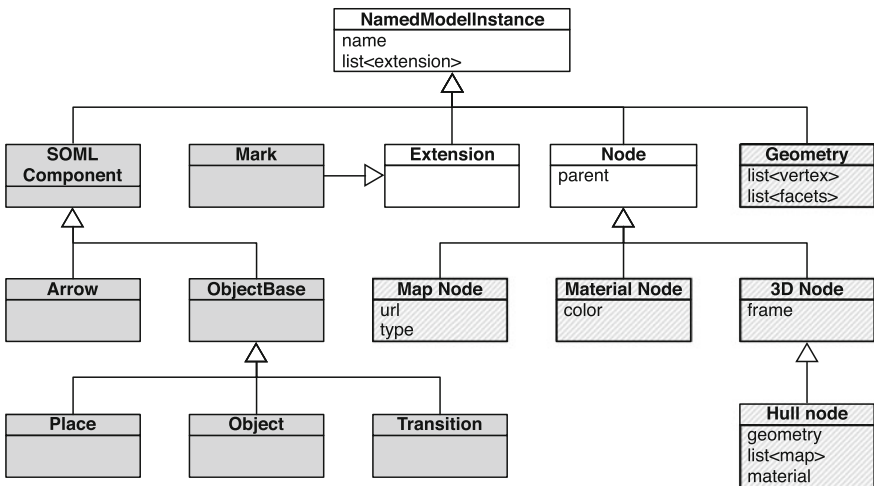 NamedModelInstance
name
list<extension>
SOML
Component
Mark
Extension
Node
parent
Geometry
list<vertex>
list<facets>
Arrow
ObjectBase
Map Node
url
type
Material Node
color
3D Node
frame
Place
Object
Transition
Hull node
geometry
list<map>
material